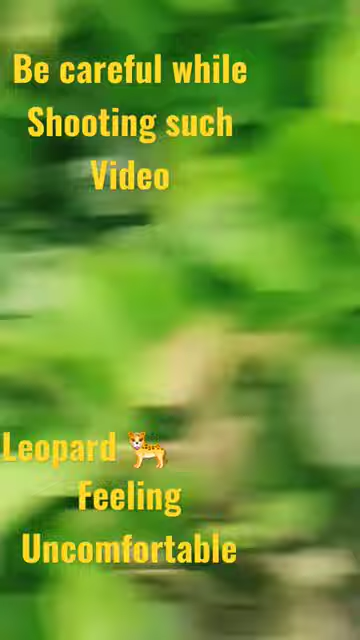 Be careful while
Shooting such
Video
Leopard 🐆
Feeling
Uncomfortable